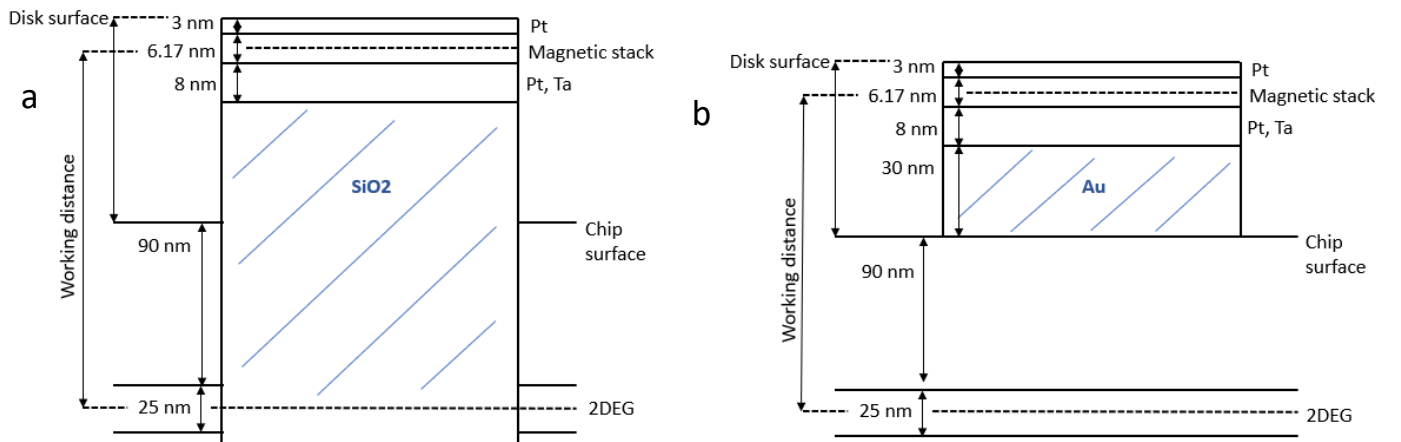 a
Disk surface
3 nm
Pt
6.17 nm
Magnetic stack
8 nm
Pt, Ta
SiO2
Working distance
Chip
surface
90 nm
25 nm
2DEG
b
Disk surface
3 nm
Pt
6.17 nm
Magnetic stack
8 nm
Pt, Ta
30 nm
Au
Working distance
Chip
surface
90 nm
25 nm
2DEG